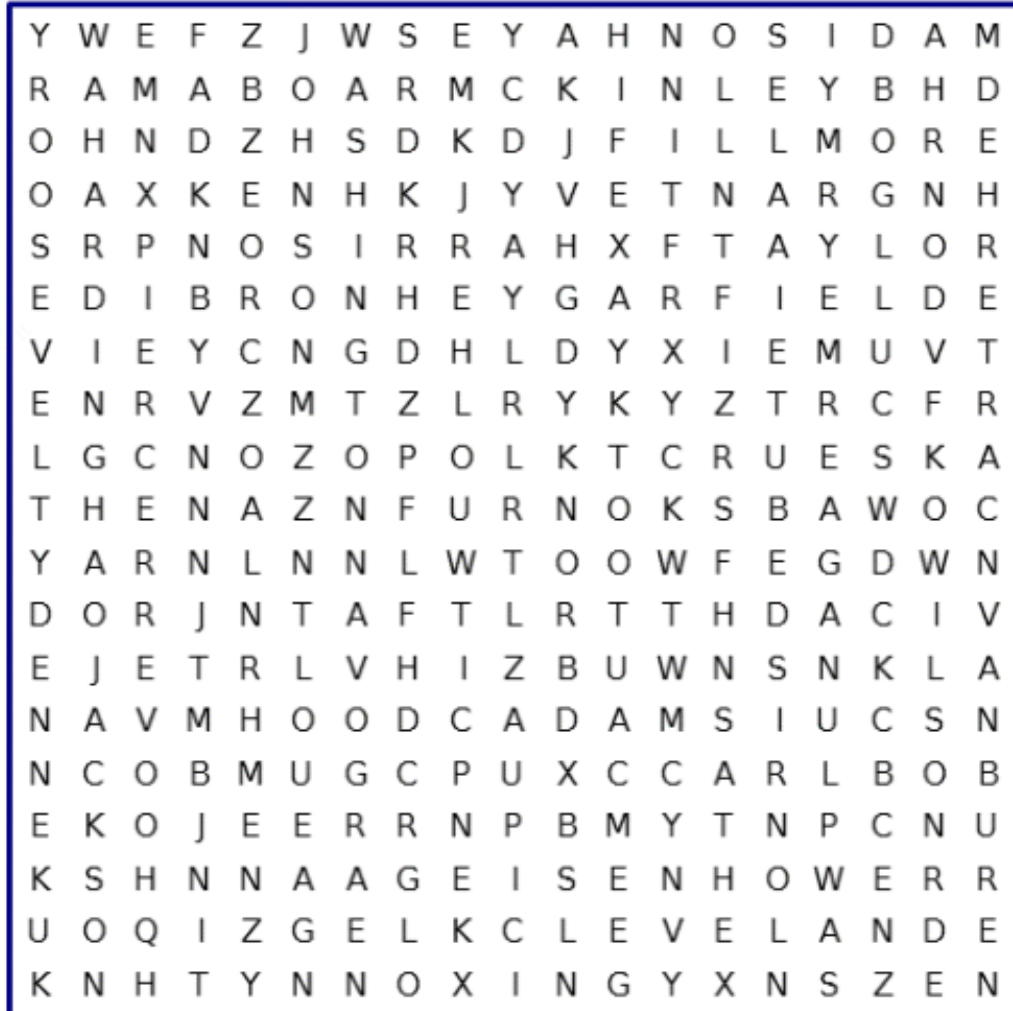 Y W E F Z J W S E Y A H N O S I D A M
R A M A B O A R M C K I N L E Y B H D
O H N D Z H S D K D J F I L L M O R E
O A X K E N H K J Y V E T N A R G N H
S R P N O S I R R A H X F T A Y L O R
E D I B R O N H E Y G A R F I E L D E
V I E Y C N G D H L D Y X I E M U V T
E N R V Z M T Z L R Y K Y Z T R C F R
L G C N O Z O P O L K T C R U E S K A
T H E N A Z N F U R N O K S B A W O C
Y A R N L N N L W T O O W F E G D W N
D O R J N T A F T L R T T H D A C I V
E J E T R L V H I Z B U W N S N K L A
N A V M H O O D C A D A M S I U C S N
N C O B M U G C P U X C C A R L B O B
E K O J E E R R N P B M Y T N P C N U
K S H N N A A G E I S E N H O W E R R
U O Q I Z G E L K C L E V E L A N D E
K N H T Y N N O X I N G Y X N S Z E N